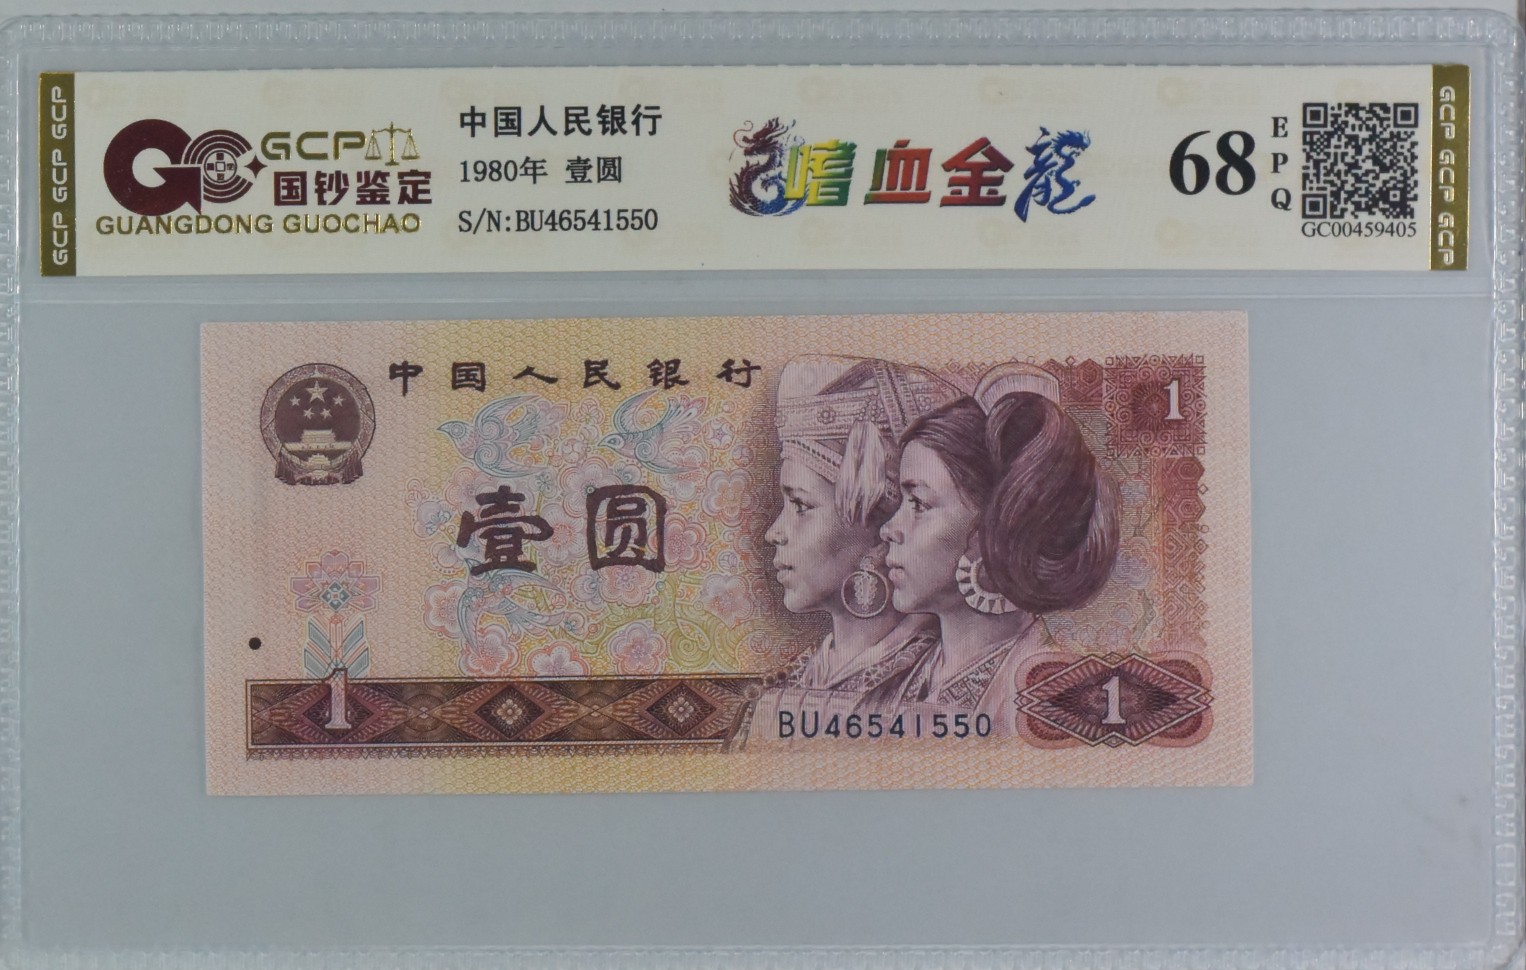 GCP GCP GCP
GCP
国钞鉴定
GUANGDONG GUOCHAO
中国人民银行
1980年 壹圆
S/N:BU46541550
嗜血金龍
68
EPQ
GC00459405
GCP GCP GCP
中国人民银行
1
壹圆
1
BU46541550
1